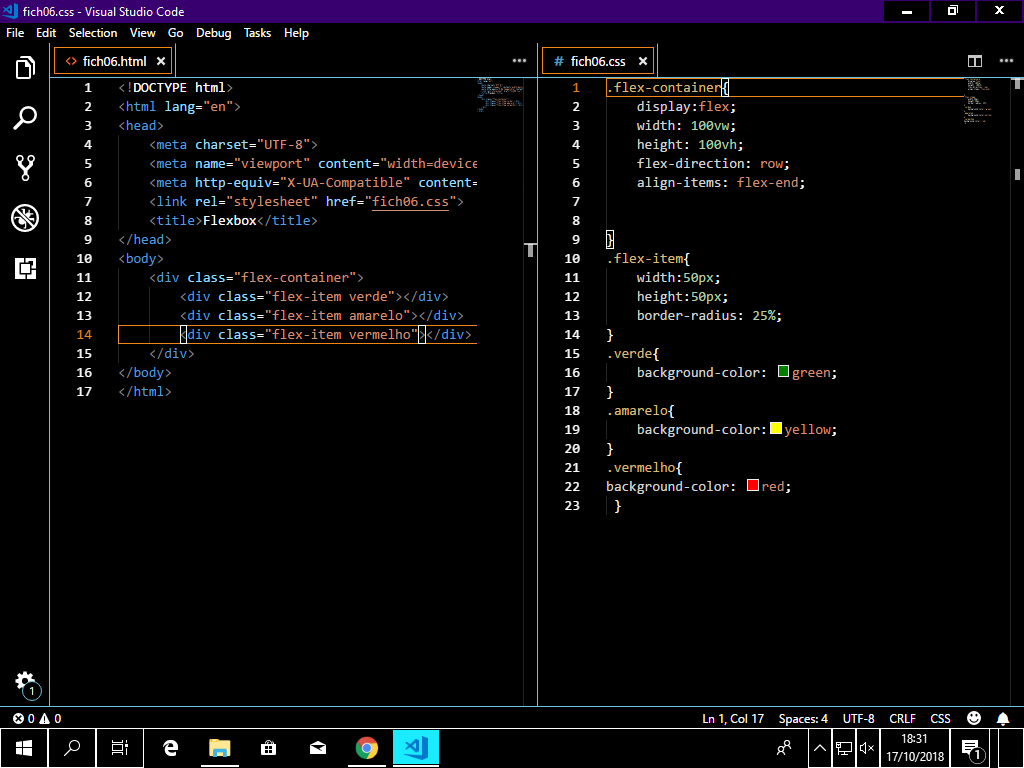 fich06.css - Visual Studio Code
File Edit Selection View Go Debug Tasks Help
<> fich06.html ×
# fich06.css ×
1 <!DOCTYPE html>
2 <html lang="en">
3 <head>
4 <meta charset="UTF-8">
5 <meta name="viewport" content="width=device
6 <meta http-equiv="X-UA-Compatible" content=
7 <link rel="stylesheet" href="fich06.css">
8 <title>Flexbox</title>
9 </head>
10 <body>
11 <div class="flex-container">
12 <div class="flex-item verde"></div>
13 <div class="flex-item amarelo"></div>
14 <div class="flex-item vermelho"></div>
15 </div>
16 </body>
17 </html>
1 .flex-container{
2 display:flex;
3 width: 100vw;
4 height: 100vh;
5 flex-direction: row;
6 align-items: flex-end;
7
8
9 }
10 .flex-item{
11 width:50px;
12 height:50px;
13 border-radius: 25%;
14 }
15 .verde{
16 background-color: green;
17 }
18 .amarelo{
19 background-color:yellow;
20 }
21 .vermelho{
22 background-color: red;
23 }
1
0 0
Ln 1, Col 17 Spaces: 4 UTF-8 CRLF CSS
18:31
17/10/2018
1